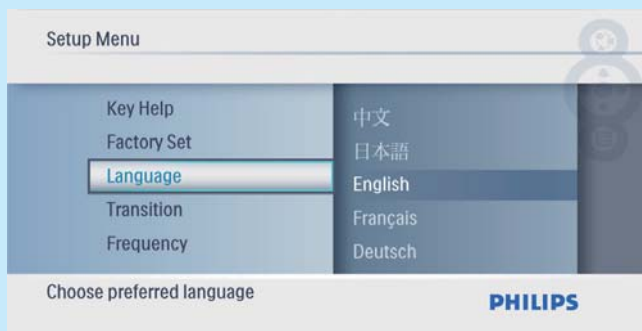 Setup Menu
Key Help
Factory Set
Language
Transition
Frequency
中文
日本語
English
Français
Deutsch
Choose preferred language
PHILIPS